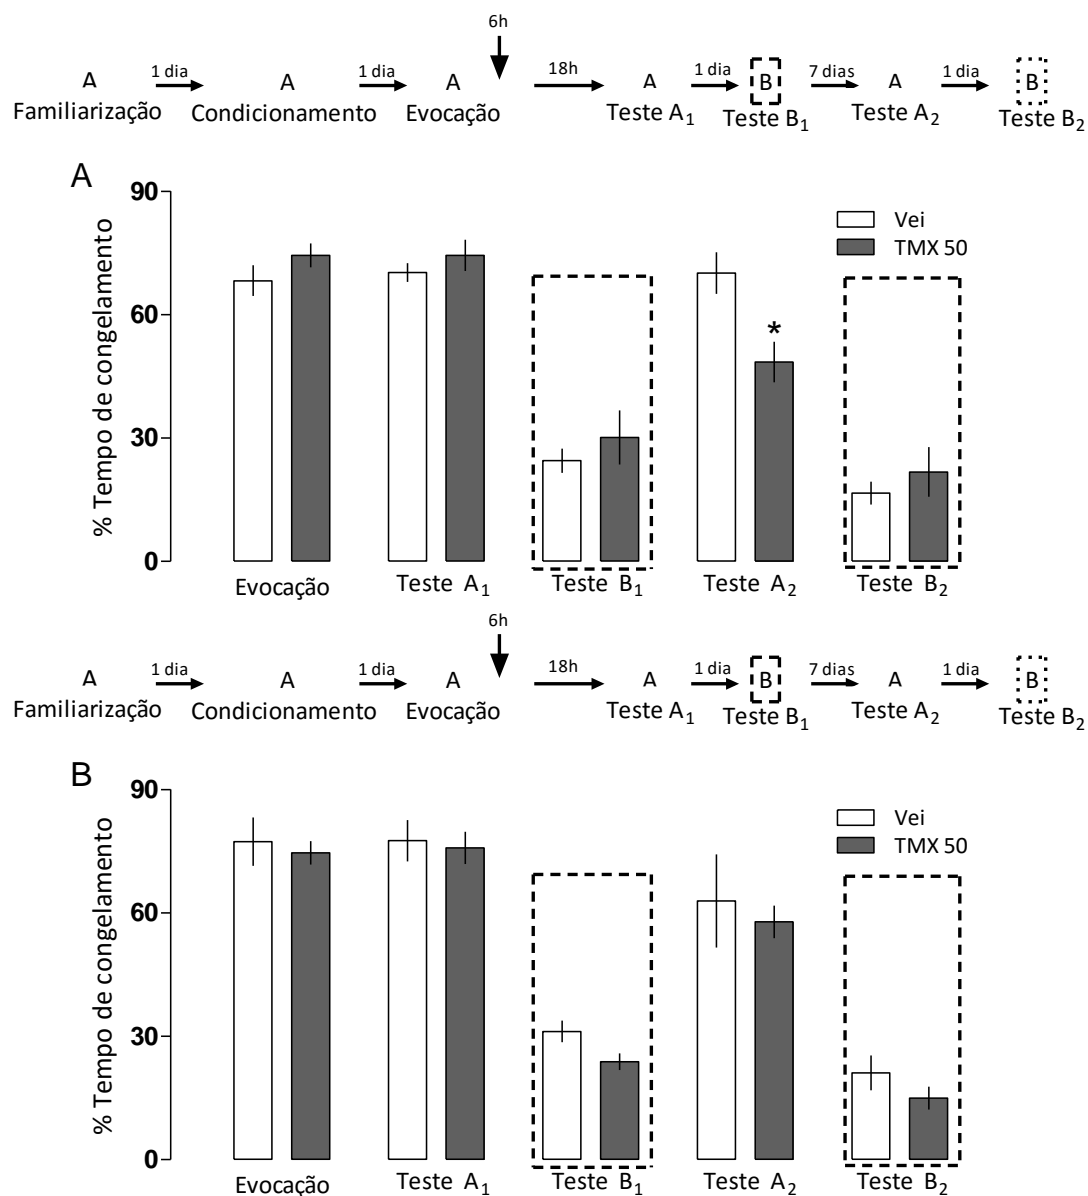 6h
1 dia 1 dia 18h 1 dia 7 dias 1 dia
A A A A B A B
Familiarização Condicionamento Evocação Teste A₁ Teste B₁ Teste A₂ Teste B₂
A
% Tempo de congelamento
90
60
30
0
Vei
TMX 50
*
Evocação Teste A₁ Teste B₁ Teste A₂ Teste B₂
6h
1 dia 1 dia 18h 1 dia 7 dias 1 dia
A A A A B A B
Familiarização Condicionamento Evocação Teste A₁ Teste B₁ Teste A₂ Teste B₂
B
% Tempo de congelamento
90
60
30
0
Vei
TMX 50
Evocação Teste A₁ Teste B₁ Teste A₂ Teste B₂